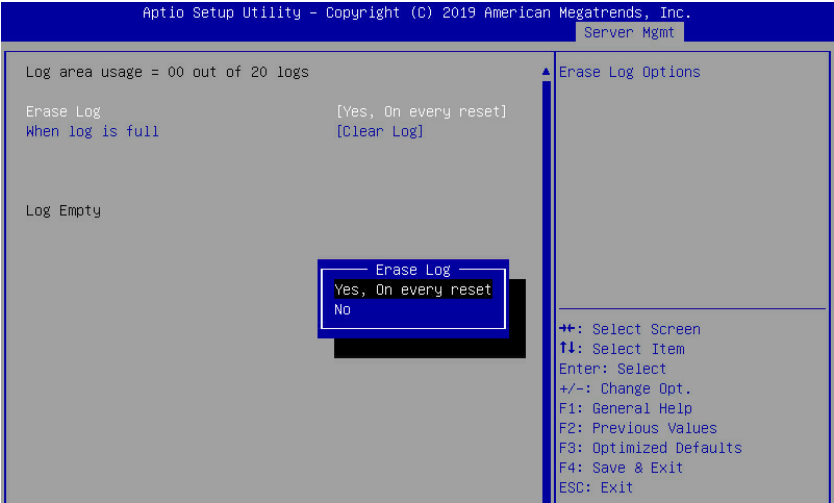 Aptio Setup Utility – Copyright (C) 2019 American Megatrends, Inc.
Server Mgmt
Log area usage = 00 out of 20 logs
Erase Log [Yes, On every reset]
When log is full [Clear Log]
Log Empty
Erase Log
Yes, On every reset
No
Erase Log Options
→←: Select Screen
↑↓: Select Item
Enter: Select
+/-: Change Opt.
F1: General Help
F2: Previous Values
F3: Optimized Defaults
F4: Save & Exit
ESC: Exit